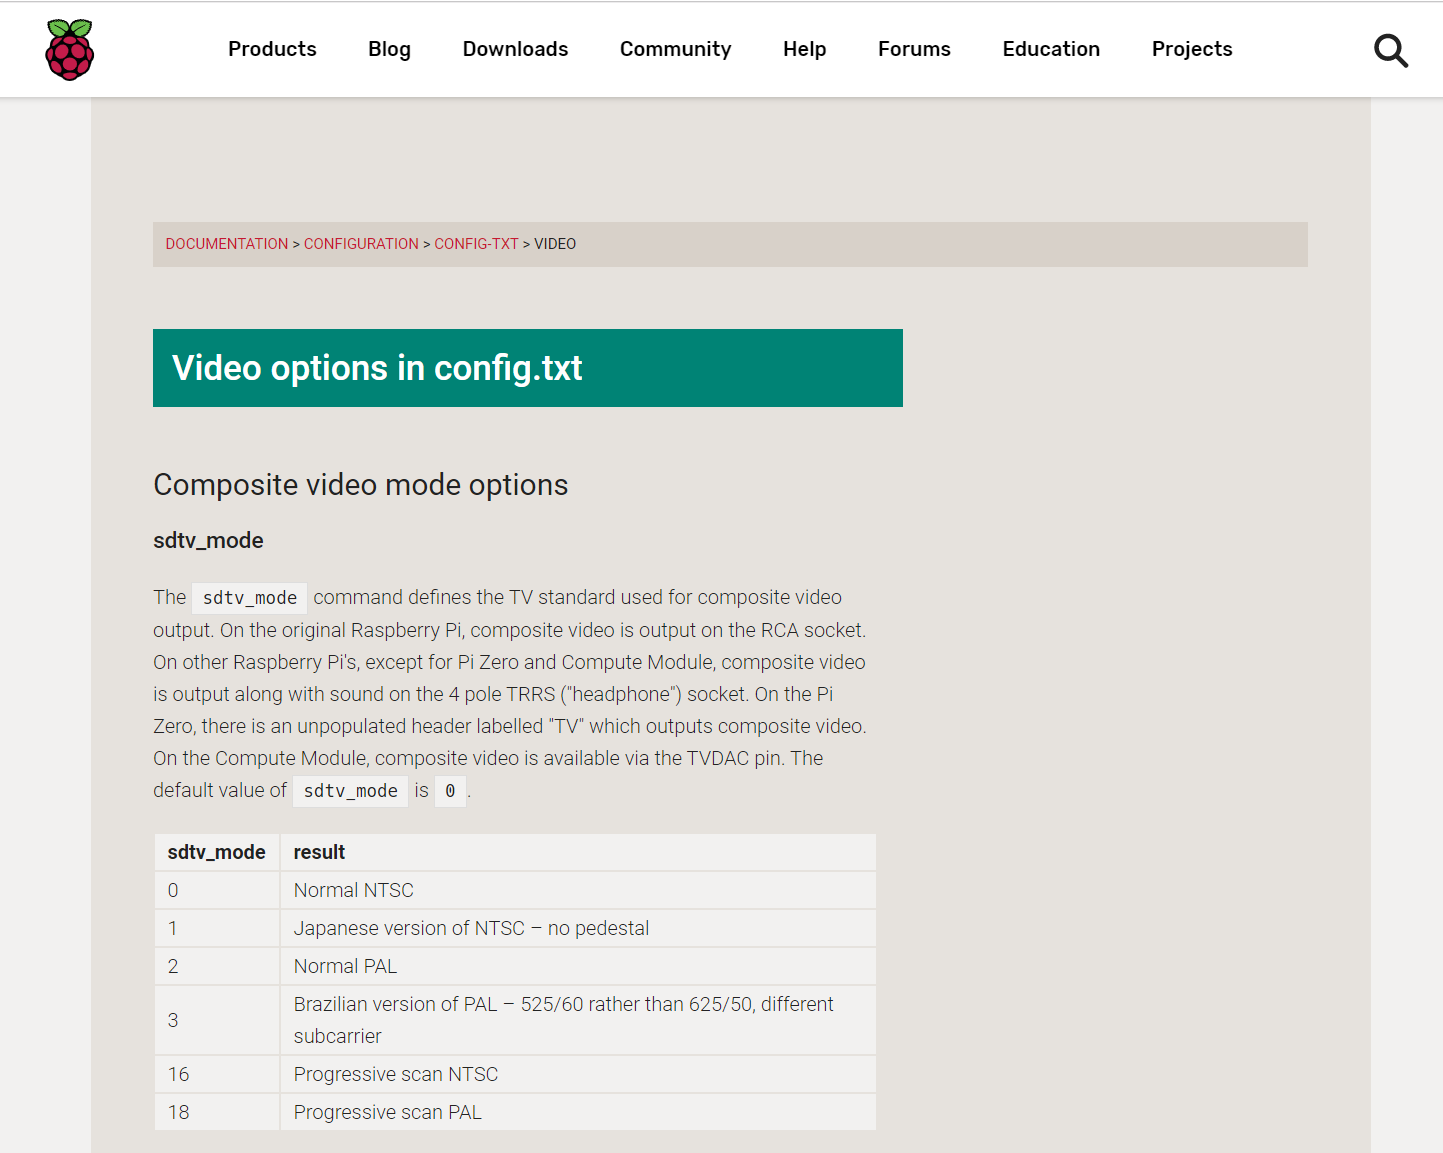 Products Blog Downloads Community Help Forums Education Projects
DOCUMENTATION > CONFIGURATION > CONFIG-TXT > VIDEO
Video options in config.txt
Composite video mode options
sdtv_mode
The sdtv_mode command defines the TV standard used for composite video
output. On the original Raspberry Pi, composite video is output on the RCA socket.
On other Raspberry Pi's, except for Pi Zero and Compute Module, composite video
is output along with sound on the 4 pole TRRS ("headphone") socket. On the Pi
Zero, there is an unpopulated header labelled "TV" which outputs composite video.
On the Compute Module, composite video is available via the TVDAC pin. The
default value of sdtv_mode is 0.
sdtv_mode result
0 Normal NTSC
1 Japanese version of NTSC – no pedestal
2 Normal PAL
3 Brazilian version of PAL – 525/60 rather than 625/50, different
subcarrier
16 Progressive scan NTSC
18 Progressive scan PAL